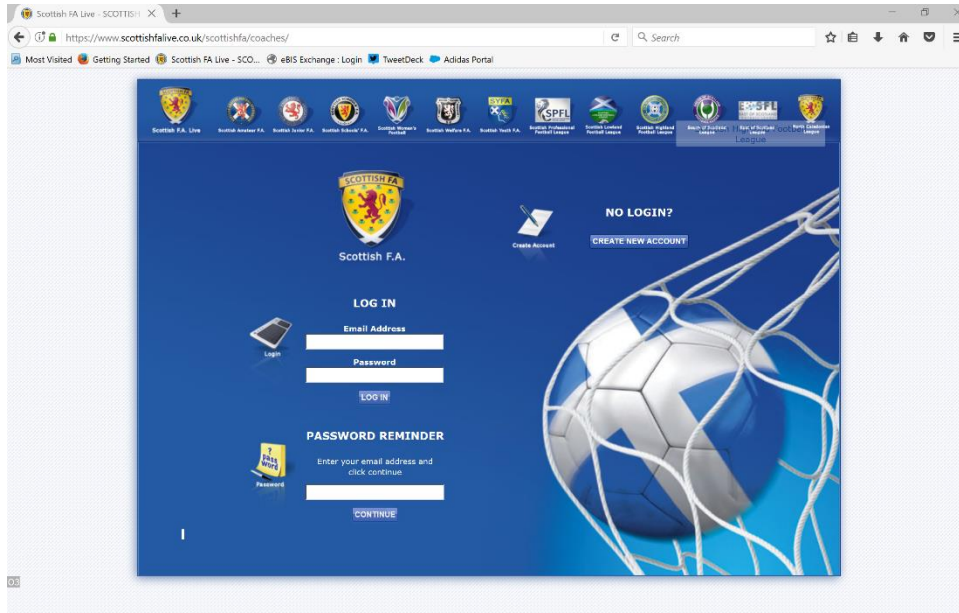 Scottish FA Live - SCOTTISH
https://www.scottishfalive.co.uk/scottishfa/coaches/
Search
Most Visited Getting Started Scottish FA Live - SCO... eBIS Exchange : Login TweetDeck Adidas Portal
Scottish F.A. Live Scottish Amateur F.A. Scottish Junior F.A. Scottish Schools' F.A. Scottish Women's Football Scottish Welfare F.A. Scottish Youth F.A. Scottish Professional Football League Scottish Lowland Football League Scottish Highland Football League
SYFA
SPFL
League
SCOTTISH FA
Scottish F.A.
NO LOGIN?
Create Account
CREATE NEW ACCOUNT
LOG IN
Email Address
Login
Password
LOG IN
PASSWORD REMINDER
? pass word
Enter your email address and
click continue
Password
CONTINUE
03